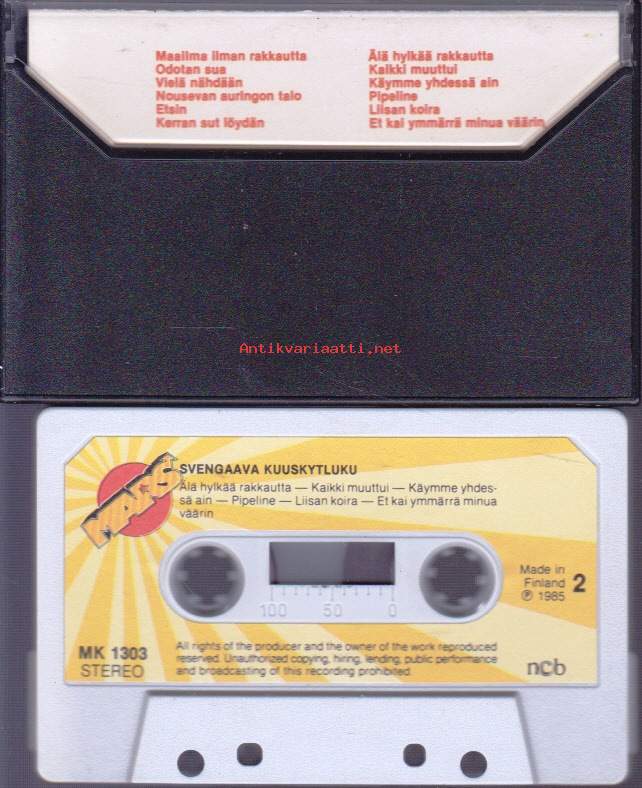 Maailma ilman rakkautta
Odotan sua
Vielä nähdään
Nousevan auringon talo
Etsin
Kerran sut löydän
Älä hylkää rakkautta
Kaikki muuttui
Käymme yhdessä ain
Pipeline
Liisan koira
Et kai ymmärrä minua väärin
Antikvariaatti.net
MARS
SVENGAAVA KUUSKYTLUKU
Älä hylkää rakkautta — Kaikki muuttui — Käymme yhdes-
sä ain — Pipeline — Liisan koira — Et kai ymmärrä minua
väärin
Made in
Finland
℗ 1985
2
100 50 0
MK 1303
STEREO
All rights of the producer and the owner of the work reproduced
reserved. Unauthorized copying, hiring, lending, public performance
and broadcasting of this recording prohibited.
ncb